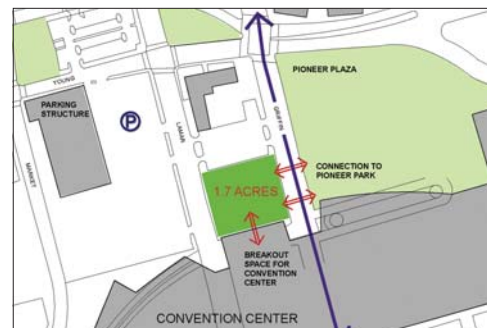 YOUNG
PIONEER PLAZA
PARKING
STRUCTURE
P
MARKET
LAMAR
GRIFFIN
CONNECTION TO
PIONEER PARK
1.7 ACRES
BREAKOUT
SPACE FOR
CONVENTION
CENTER
CONVENTION CENTER